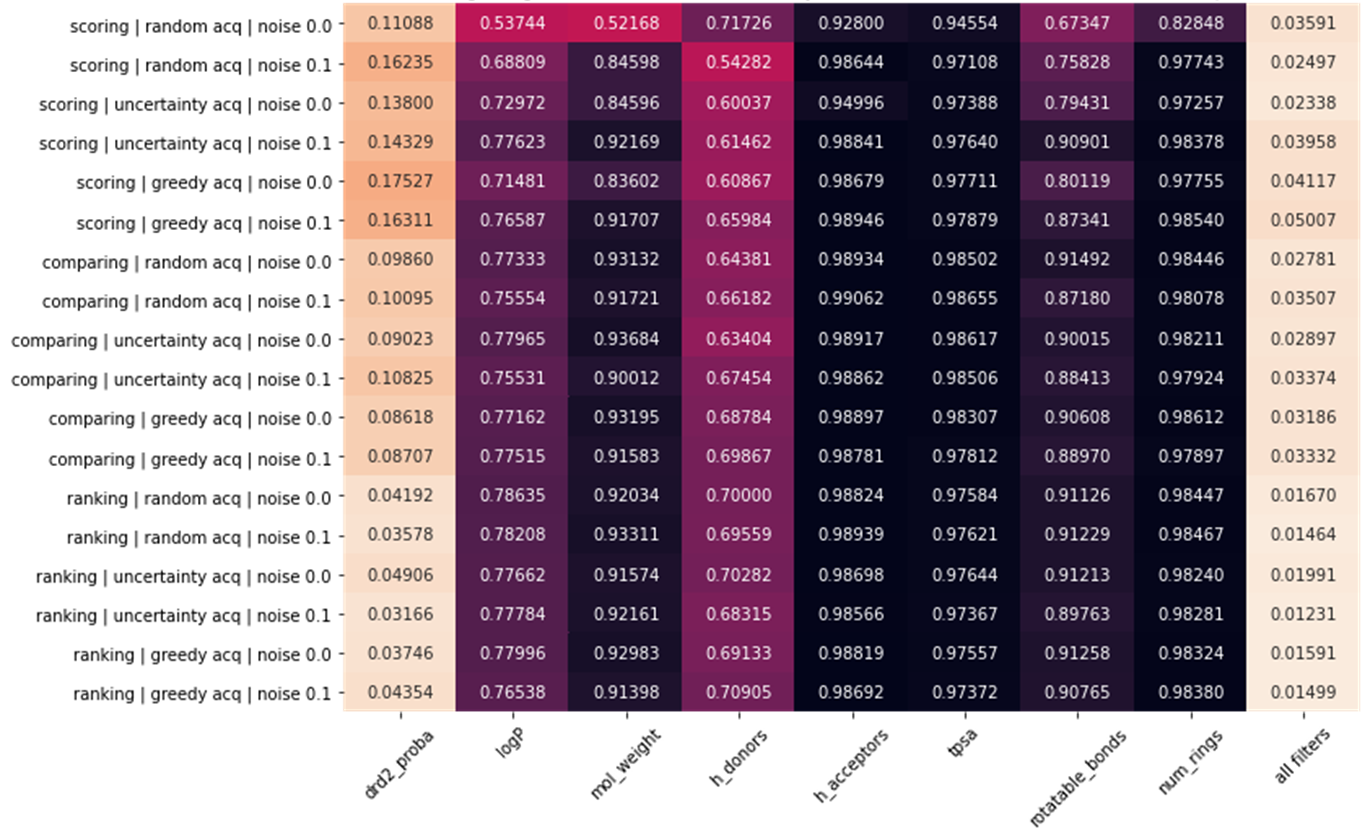 scoring | random acq | noise 0.0 0.11088 0.53744 0.52168 0.71726 0.92800 0.94554 0.67347 0.82848 0.03591
scoring | random acq | noise 0.1 0.16235 0.68809 0.84598 0.54282 0.98644 0.97108 0.75828 0.97743 0.02497
scoring | uncertainty acq | noise 0.0 0.13800 0.72972 0.84596 0.60037 0.94996 0.97388 0.79431 0.97257 0.02338
scoring | uncertainty acq | noise 0.1 0.14329 0.77623 0.92169 0.61462 0.98841 0.97640 0.90901 0.98378 0.03958
scoring | greedy acq | noise 0.0 0.17527 0.71481 0.83602 0.60867 0.98679 0.97711 0.80119 0.97755 0.04117
scoring | greedy acq | noise 0.1 0.16311 0.76587 0.91707 0.65984 0.98946 0.97879 0.87341 0.98540 0.05007
comparing | random acq | noise 0.0 0.09860 0.77333 0.93132 0.64381 0.98934 0.98502 0.91492 0.98446 0.02781
comparing | random acq | noise 0.1 0.10095 0.75554 0.91721 0.66182 0.99062 0.98655 0.87180 0.98078 0.03507
comparing | uncertainty acq | noise 0.0 0.09023 0.77965 0.93684 0.63404 0.98917 0.98617 0.90015 0.98211 0.02897
comparing | uncertainty acq | noise 0.1 0.10825 0.75531 0.90012 0.67454 0.98862 0.98506 0.88413 0.97924 0.03374
comparing | greedy acq | noise 0.0 0.08618 0.77162 0.93195 0.68784 0.98897 0.98307 0.90608 0.98612 0.03186
comparing | greedy acq | noise 0.1 0.08707 0.77515 0.91583 0.69867 0.98781 0.97812 0.88970 0.97897 0.03332
ranking | random acq | noise 0.0 0.04192 0.78635 0.92034 0.70000 0.98824 0.97584 0.91126 0.98447 0.01670
ranking | random acq | noise 0.1 0.03578 0.78208 0.93311 0.69559 0.98939 0.97621 0.91229 0.98467 0.01464
ranking | uncertainty acq | noise 0.0 0.04906 0.77662 0.91574 0.70282 0.98698 0.97644 0.91213 0.98240 0.01991
ranking | uncertainty acq | noise 0.1 0.03166 0.77784 0.92161 0.68315 0.98566 0.97367 0.89763 0.98281 0.01231
ranking | greedy acq | noise 0.0 0.03746 0.77996 0.92983 0.69133 0.98819 0.97557 0.91258 0.98324 0.01591
ranking | greedy acq | noise 0.1 0.04354 0.76538 0.91398 0.70905 0.98692 0.97372 0.90765 0.98380 0.01499
drd2_proba logP mol_weight h_donors h_acceptors tpsa rotatable_bonds num_rings all filters